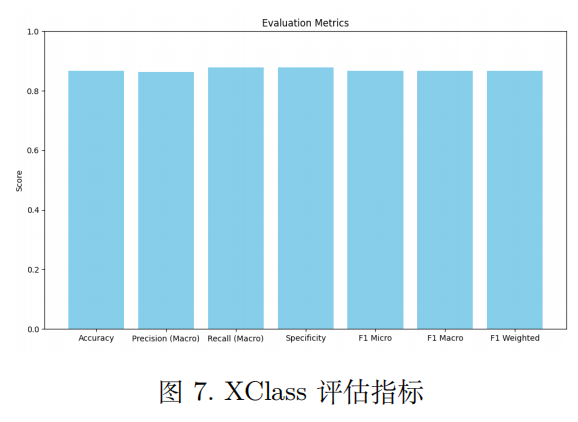 Evaluation Metrics
1.0
0.8
0.6
0.4
0.2
0.0
Score
Accuracy Precision (Macro) Recall (Macro) Specificity F1 Micro F1 Macro F1 Weighted
图 7. XClass 评估指标